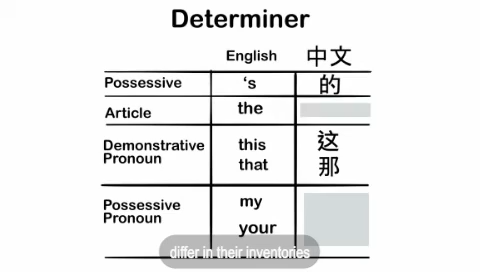 Determiner
English 中文
Possessive 's 的
Article the
Demonstrative this 这
Pronoun that 那
Possessive my
Pronoun your
differ in their inventories